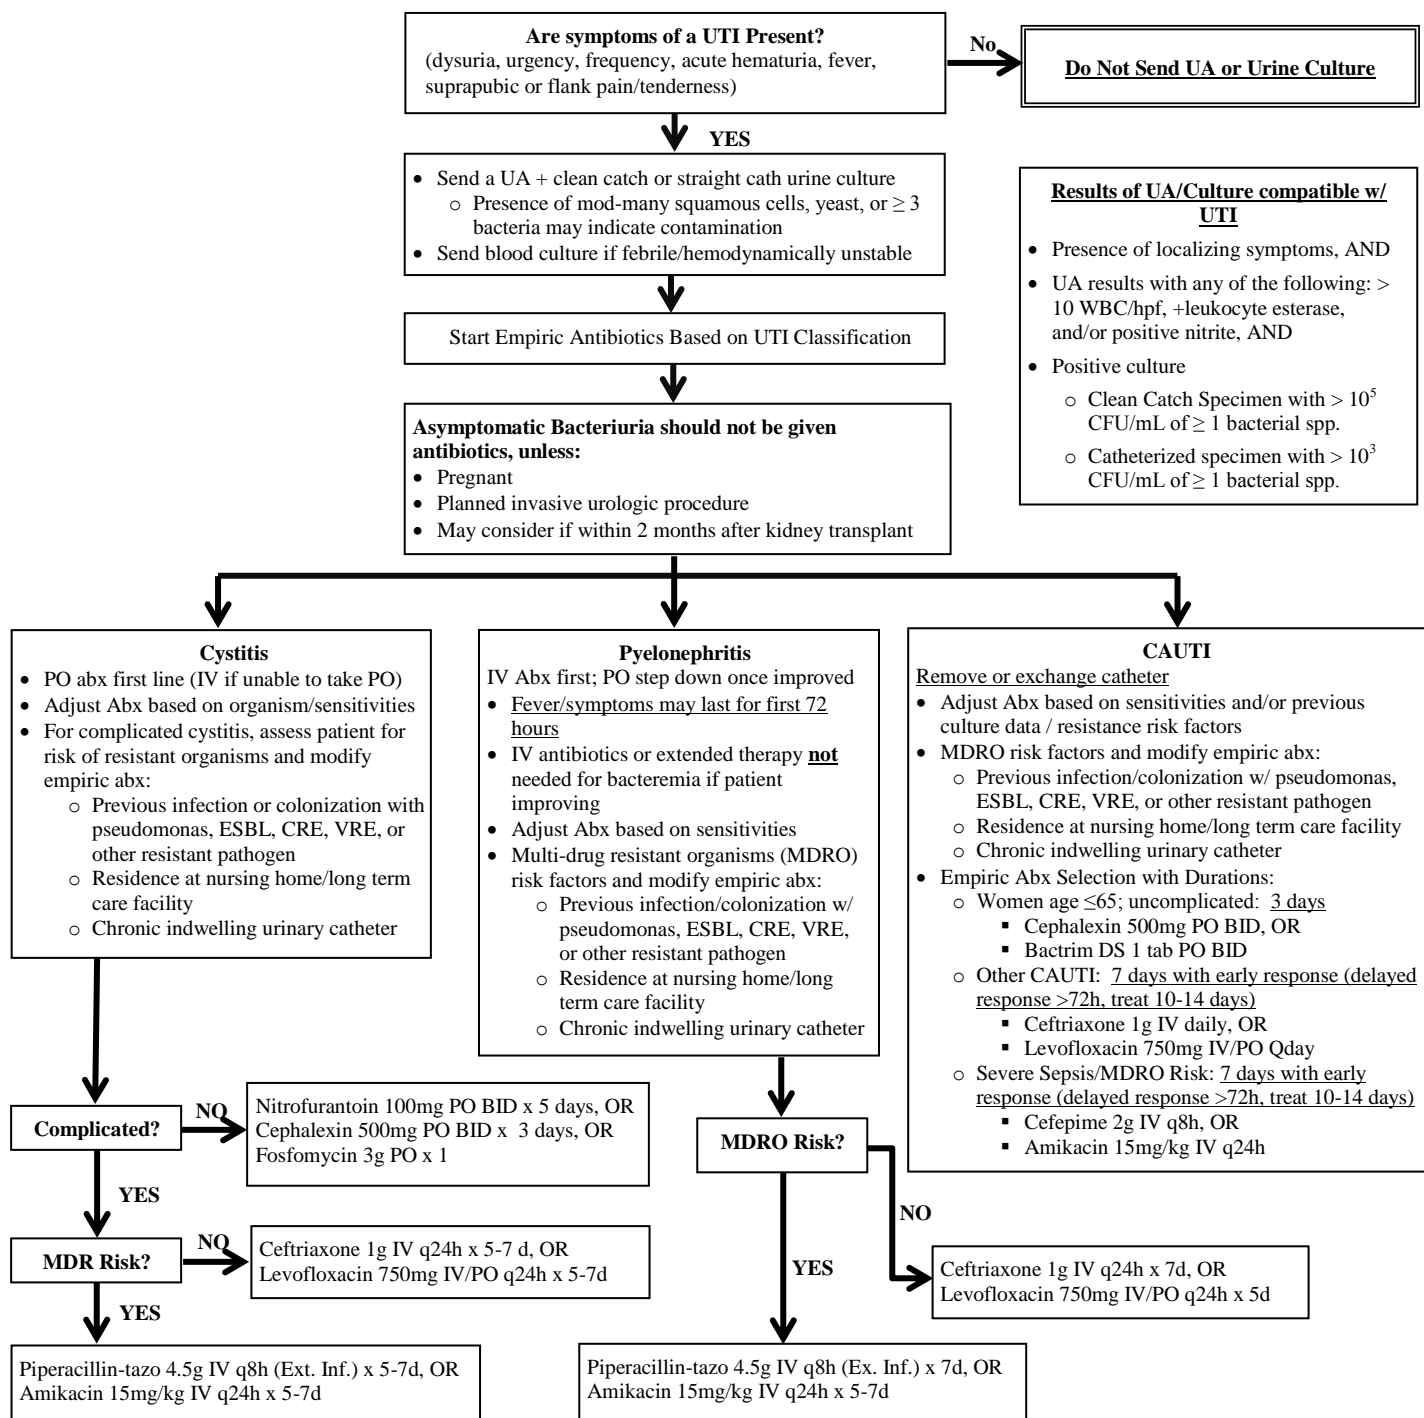 Are symptoms of a UTI Present?
(dysuria, urgency, frequency, acute hematuria, fever,
suprapubic or flank pain/tenderness)
No
Do Not Send UA or Urine Culture
YES
• Send a UA + clean catch or straight cath urine culture
o Presence of mod-many squamous cells, yeast, or ≥ 3
bacteria may indicate contamination
• Send blood culture if febrile/hemodynamically unstable
Results of UA/Culture compatible w/
UTI
• Presence of localizing symptoms, AND
• UA results with any of the following: >
10 WBC/hpf, +leukocyte esterase,
and/or positive nitrite, AND
• Positive culture
o Clean Catch Specimen with > 10⁵
CFU/mL of ≥ 1 bacterial spp.
o Catheterized specimen with > 10³
CFU/mL of ≥ 1 bacterial spp.
Start Empiric Antibiotics Based on UTI Classification
Asymptomatic Bacteriuria should not be given
antibiotics, unless:
• Pregnant
• Planned invasive urologic procedure
• May consider if within 2 months after kidney transplant
Cystitis
• PO abx first line (IV if unable to take PO)
• Adjust Abx based on organism/sensitivities
• For complicated cystitis, assess patient for
risk of resistant organisms and modify
empiric abx:
o Previous infection or colonization with
pseudomonas, ESBL, CRE, VRE, or
other resistant pathogen
o Residence at nursing home/long term
care facility
o Chronic indwelling urinary catheter
Pyelonephritis
IV Abx first; PO step down once improved
• Fever/symptoms may last for first 72
hours
• IV antibiotics or extended therapy not
needed for bacteremia if patient
improving
• Adjust Abx based on sensitivities
• Multi-drug resistant organisms (MDRO)
risk factors and modify empiric abx:
o Previous infection/colonization w/
pseudomonas, ESBL, CRE, VRE,
or other resistant pathogen
o Residence at nursing home/long
term care facility
o Chronic indwelling urinary catheter
CAUTI
Remove or exchange catheter
• Adjust Abx based on sensitivities and/or previous
culture data / resistance risk factors
• MDRO risk factors and modify empiric abx:
o Previous infection/colonization w/ pseudomonas,
ESBL, CRE, VRE, or other resistant pathogen
o Residence at nursing home/long term care facility
o Chronic indwelling urinary catheter
• Empiric Abx Selection with Durations:
o Women age ≤65; uncomplicated: 3 days
▪ Cephalexin 500mg PO BID, OR
▪ Bactrim DS 1 tab PO BID
o Other CAUTI: 7 days with early response (delayed
response >72h, treat 10-14 days)
▪ Ceftriaxone 1g IV daily, OR
▪ Levofloxacin 750mg IV/PO Qday
o Severe Sepsis/MDRO Risk: 7 days with early
response (delayed response >72h, treat 10-14 days)
▪ Cefepime 2g IV q8h, OR
▪ Amikacin 15mg/kg IV q24h
Complicated?
NO
Nitrofurantoin 100mg PO BID x 5 days, OR
Cephalexin 500mg PO BID x 3 days, OR
Fosfomycin 3g PO x 1
YES
MDR Risk?
NO
Ceftriaxone 1g IV q24h x 5-7 d, OR
Levofloxacin 750mg IV/PO q24h x 5-7d
YES
Piperacillin-tazo 4.5g IV q8h (Ext. Inf.) x 5-7d, OR
Amikacin 15mg/kg IV q24h x 5-7d
MDRO Risk?
NO
Ceftriaxone 1g IV q24h x 7d, OR
Levofloxacin 750mg IV/PO q24h x 5d
YES
Piperacillin-tazo 4.5g IV q8h (Ex. Inf.) x 7d, OR
Amikacin 15mg/kg IV q24h x 5-7d